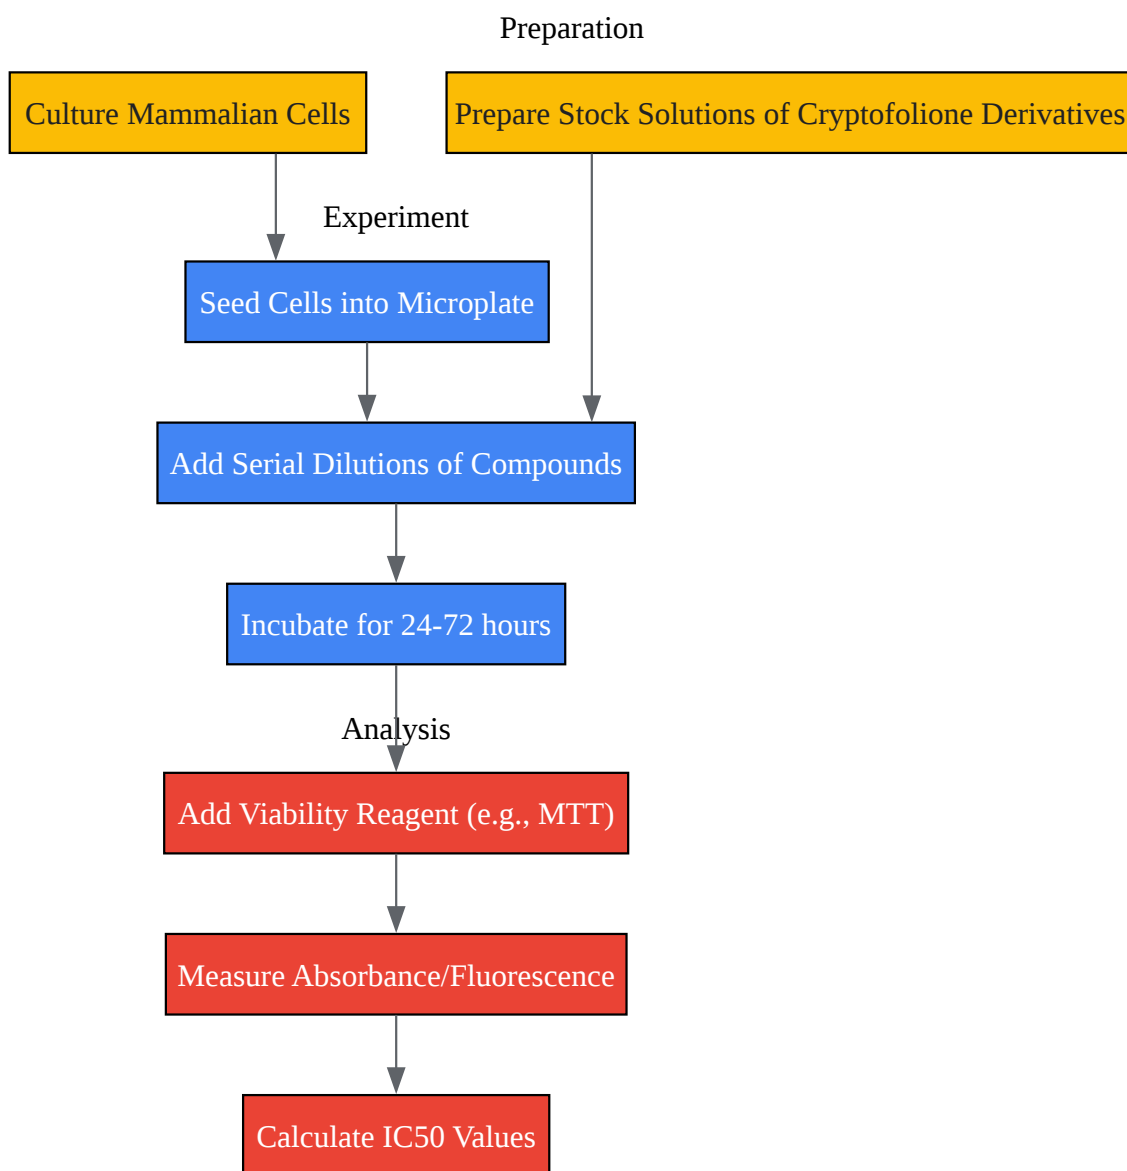 Preparation
Culture Mammalian Cells
Prepare Stock Solutions of Cryptofolione Derivatives
Experiment
Seed Cells into Microplate
Add Serial Dilutions of Compounds
Incubate for 24-72 hours
Analysis
Add Viability Reagent (e.g., MTT)
Measure Absorbance/Fluorescence
Calculate IC50 Values